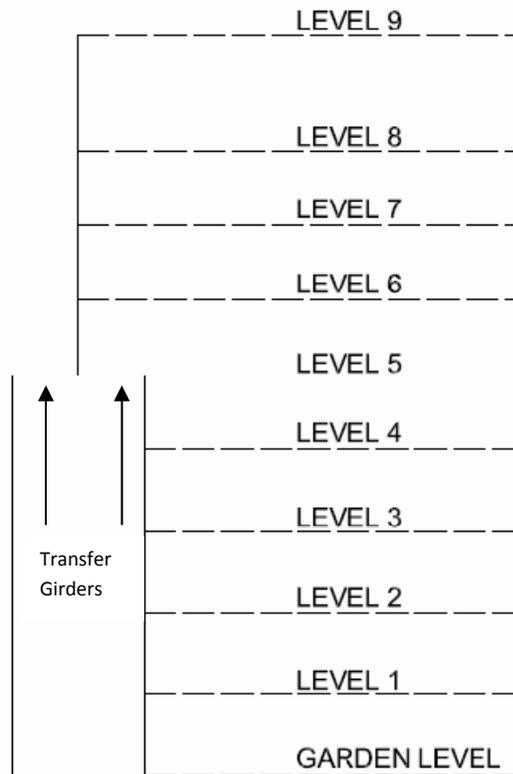 LEVEL 9
LEVEL 8
LEVEL 7
LEVEL 6
LEVEL 5
LEVEL 4
LEVEL 3
Transfer
Girders
LEVEL 2
LEVEL 1
GARDEN LEVEL